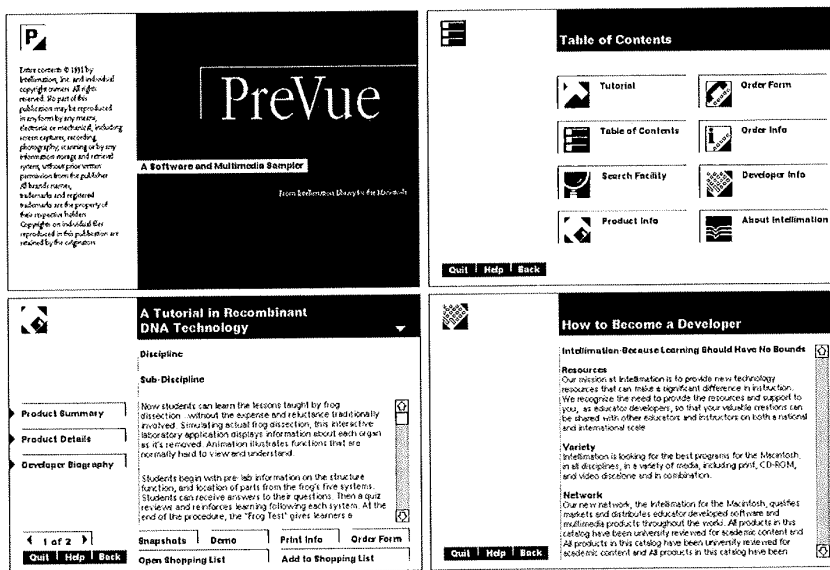 P
Entire contents © 1991 by
Intellimation, Inc. and individual
copyright owners. All rights
reserved. No part of this
publication may be reproduced
in any form by any means,
electronic or mechanical, including
screen captures, recording,
photography, scanning or by any
information storage and retrieval
system, without prior written
permission from the publisher
All brands names,
trademarks and registered
trademarks are the property of
their respective holders
Copyrights on individual files
reproduced in this publication are
retained by the originators
PreVue
A Software and Multimedia Sampler
From Intellimation Library for the Macintosh
Table of Contents
Tutorial
Order Form
Table of Contents
Order Info
Search Facility
Developer Info
Product Info
About Intellimation
Quit Help Back
A Tutorial in Recombinant
DNA Technology
Discipline
Sub-Discipline
Product Summary
Product Details
Developer Biography
Now students can learn the lessons taught by frog
dissection...without the expense and reluctance traditionally
involved. Simulating actual frog dissection, this interactive
laboratory application displays information about each organ
as it's removed. Animation illustrates functions that are
normally hard to view and understand.
Students begin with pre-lab information on the structure
function, and location of parts from the frog's five systems.
Students can receive answers to their questions. Then a quiz
reviews and reinforces learning following each system. At the
end of the procedure, the "Frog Test" gives learners a
1 of 2
Quit Help Back
Snapshots Demo Print Info Order Form
Open Shopping List Add to Shopping List
How to Become a Developer
Intellimation-Because Learning Should Have No Bounds
Resources
Our mission at Intellimation is to provide new technology
resources that can make a significant difference in instruction.
We recognize the need to provide the resources and support to
you, as educator developers, so that your valuable creations can
be shared with other educators and instructors on both a national
and international scale
Variety
Intellimation is looking for the best programs for the Macintosh,
in all disciplines, in a variety of media, including print, CD-ROM,
and video disc alone and in combination.
Network
Our new network, the Intellimation for the Macintosh, qualifies
markets and distributes educator developed software and
multimedia products throughout the world. All products in this
catalog have been university reviewed for academic content and
All products in this catalog have been university reviewed for
academic content and All products in this catalog have been
Quit Help Back